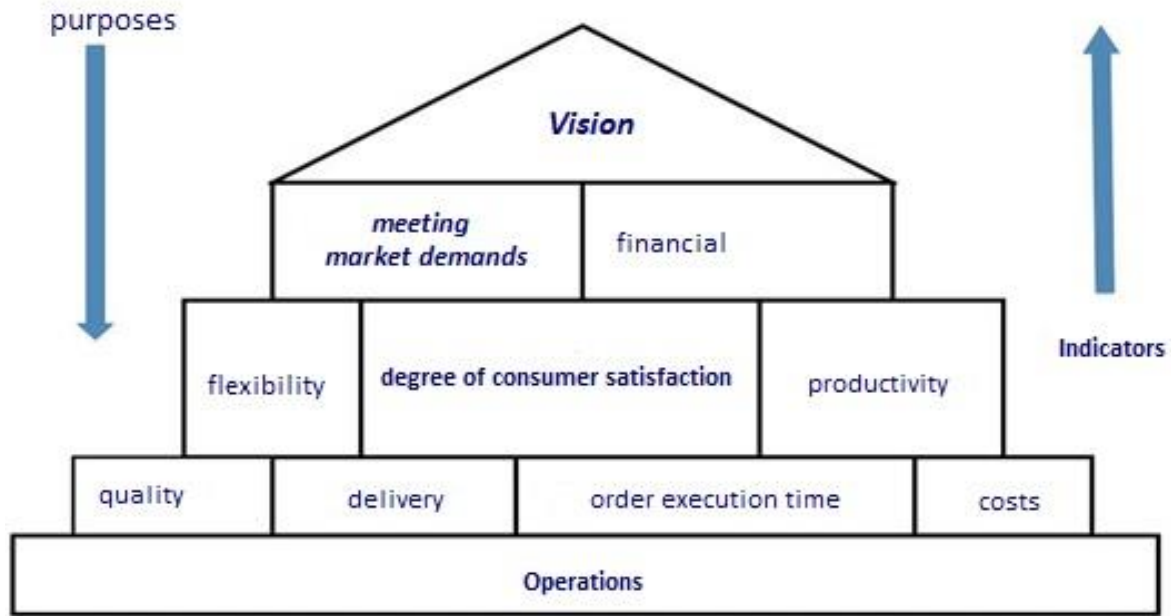 purposes
Vision
meeting
market demands
financial
Indicators
flexibility
degree of consumer satisfaction
productivity
quality
delivery
order execution time
costs
Operations